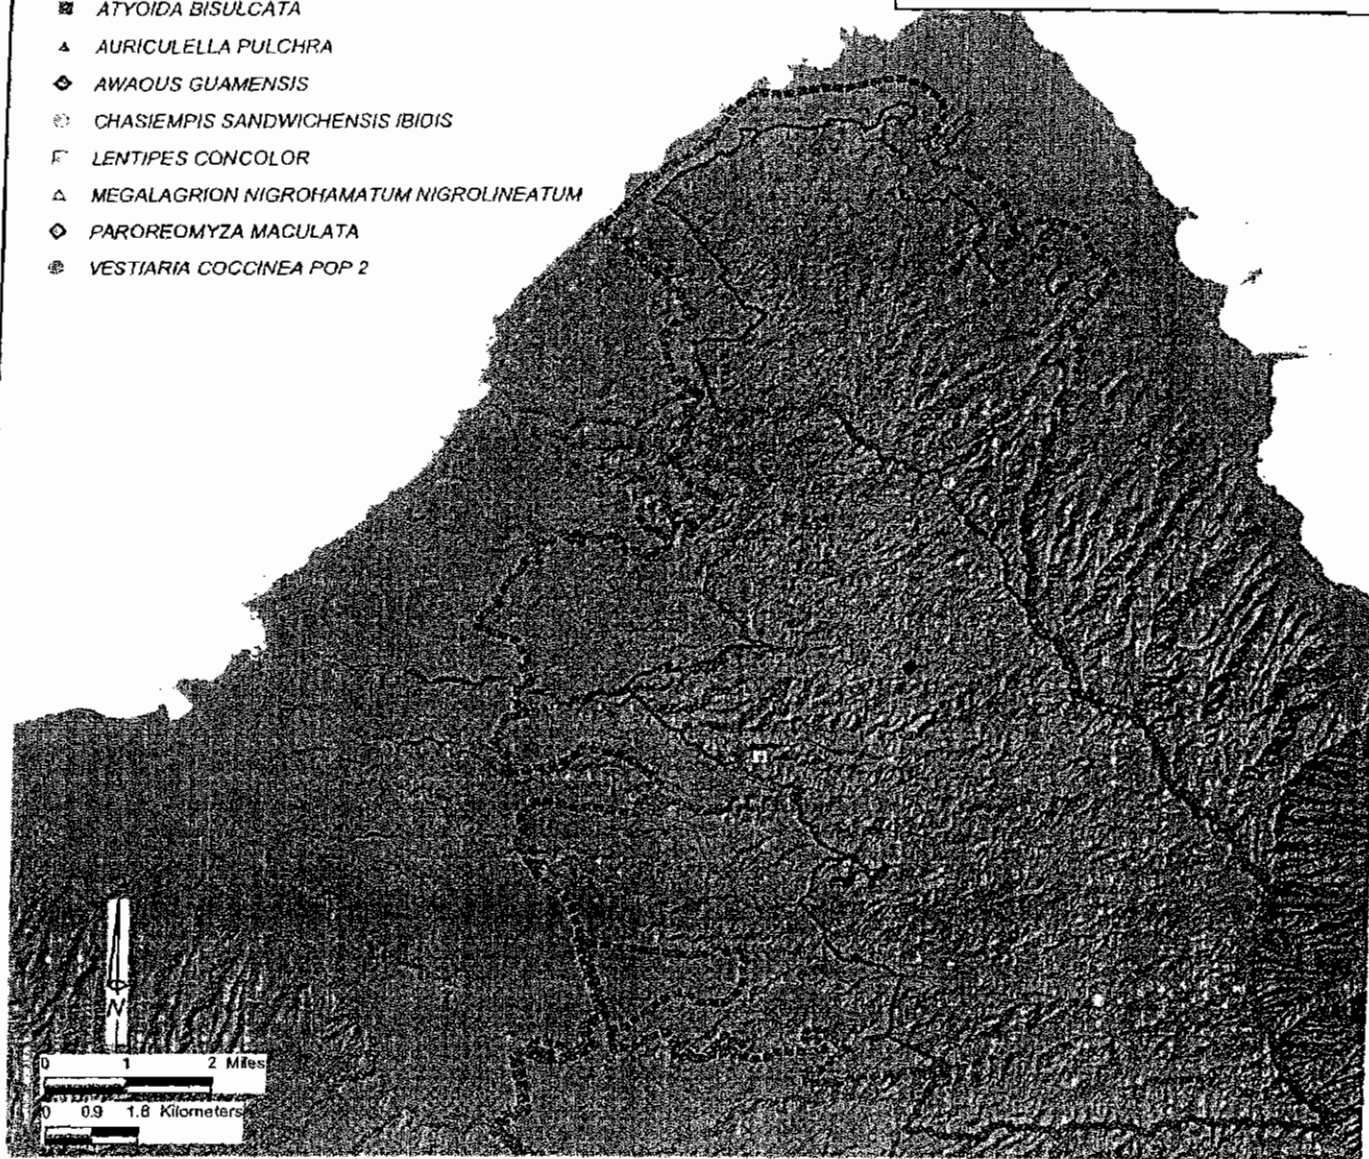 ATYOIDA BISULCATA
AURICULELLA PULCHRA
AWAOUS GUAMENSIS
CHASIEMPIS SANDWICHENSIS IBIDIS
LENTIPES CONCOLOR
MEGALAGRION NIGROHAMATUM NIGROLINEATUM
PAROREOMYZA MACULATA
VESTIARIA COCCINEA POP 2
N
0 1 2 Miles
0 0.9 1.8 Kilometers